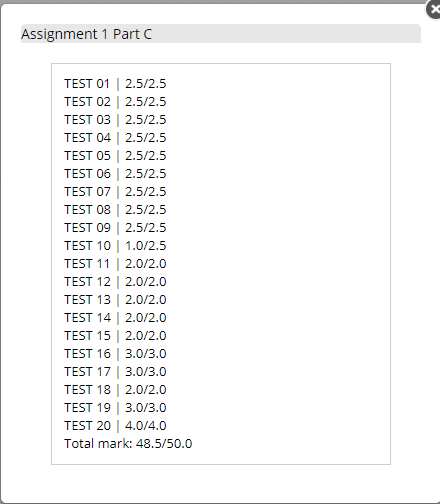 Assignment 1 Part C
TEST 01 | 2.5/2.5
TEST 02 | 2.5/2.5
TEST 03 | 2.5/2.5
TEST 04 | 2.5/2.5
TEST 05 | 2.5/2.5
TEST 06 | 2.5/2.5
TEST 07 | 2.5/2.5
TEST 08 | 2.5/2.5
TEST 09 | 2.5/2.5
TEST 10 | 1.0/2.5
TEST 11 | 2.0/2.0
TEST 12 | 2.0/2.0
TEST 13 | 2.0/2.0
TEST 14 | 2.0/2.0
TEST 15 | 2.0/2.0
TEST 16 | 3.0/3.0
TEST 17 | 3.0/3.0
TEST 18 | 2.0/2.0
TEST 19 | 3.0/3.0
TEST 20 | 4.0/4.0
Total mark: 48.5/50.0